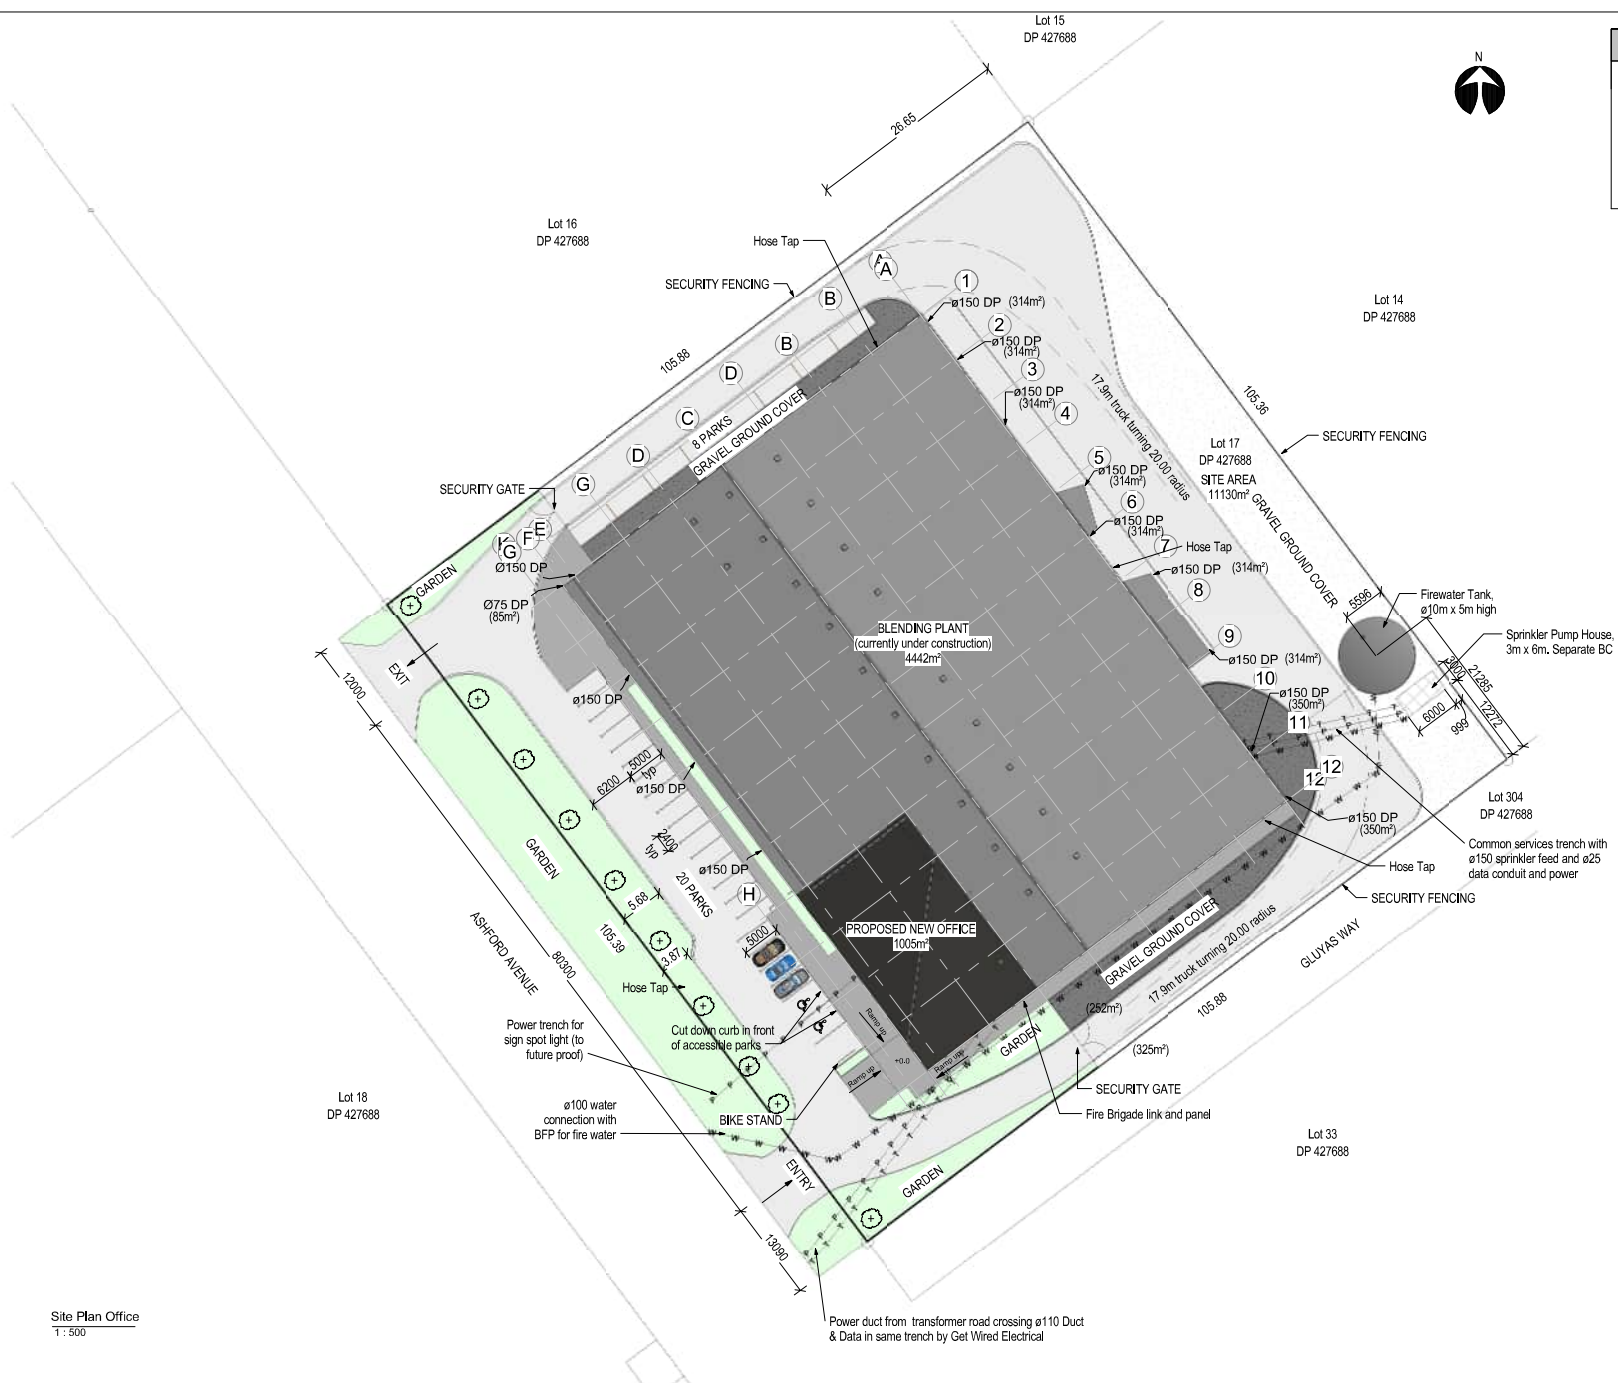 Lot 15
DP 427688
N
26.65
Lot 16
DP 427688
Hose Tap
SECURITY FENCING
A
A
B
1
ø150 DP (314m²)
2
ø150 DP
(314m²)
3
ø150 DP
(314m²)
4
Lot 14
DP 427688
105.88
B
D
C
8 PARKS
GRAVEL GROUND COVER
D
G
SECURITY GATE
E
F
K
G
Ø150 DP
Ø75 DP
(85m²)
GARDEN
17.9m truck turning 20.00 radius
105.36
SECURITY FENCING
Lot 17
DP 427688
SITE AREA
11130m²
GRAVEL GROUND COVER
5
ø150 DP
(314m²)
6
ø150 DP
(314m²)
7
Hose Tap
ø150 DP (314m²)
8
9
ø150 DP (314m²)
10
ø150 DP
(350m²)
11
12
12
ø150 DP
(350m²)
5596
Firewater Tank,
ø10m x 5m high
Sprinkler Pump House,
3m x 6m. Separate BC
3000
21285
12272
6000
999
Lot 304
DP 427688
Common services trench with
ø150 sprinkler feed and ø25
data conduit and power
Hose Tap
SECURITY FENCING
BLENDING PLANT
(currently under construction)
4442m²
EXIT
12000
ø150 DP
5000
typ
6200
ø150 DP
2400
typ
ø150 DP
GARDEN
20 PARKS
H
5.68
105.39
5000
3.87
ASHFORD AVENUE
80300
Hose Tap
PROPOSED NEW OFFICE
1005m²
GRAVEL GROUND COVER
17.9m truck turning 20.00 radius
GLUYAS WAY
105.88
(252m²)
(325m²)
GARDEN
Power trench for
sign spot light (to
future proof)
Cut down curb in front
of accessible parks
Ramp up
+0.0
Ramp up
Ramp up
SECURITY GATE
Fire Brigade link and panel
Lot 18
DP 427688
ø100 water
connection with
BFP for fire water
BIKE STAND
Lot 33
DP 427688
ENTRY
GARDEN
13090
Power duct from transformer road crossing ø110 Duct
& Data in same trench by Get Wired Electrical
Site Plan Office
1 : 500